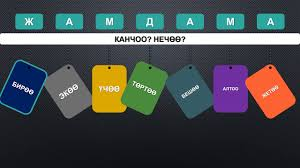 Ж А М Д А М А
КАНЧОО? НЕЧӨӨ?
БИРӨӨ
ЭКӨӨ
ҮЧӨӨ
ТӨРТӨӨ
БЕШӨӨ
АЛТОО
ЖЕТӨӨ